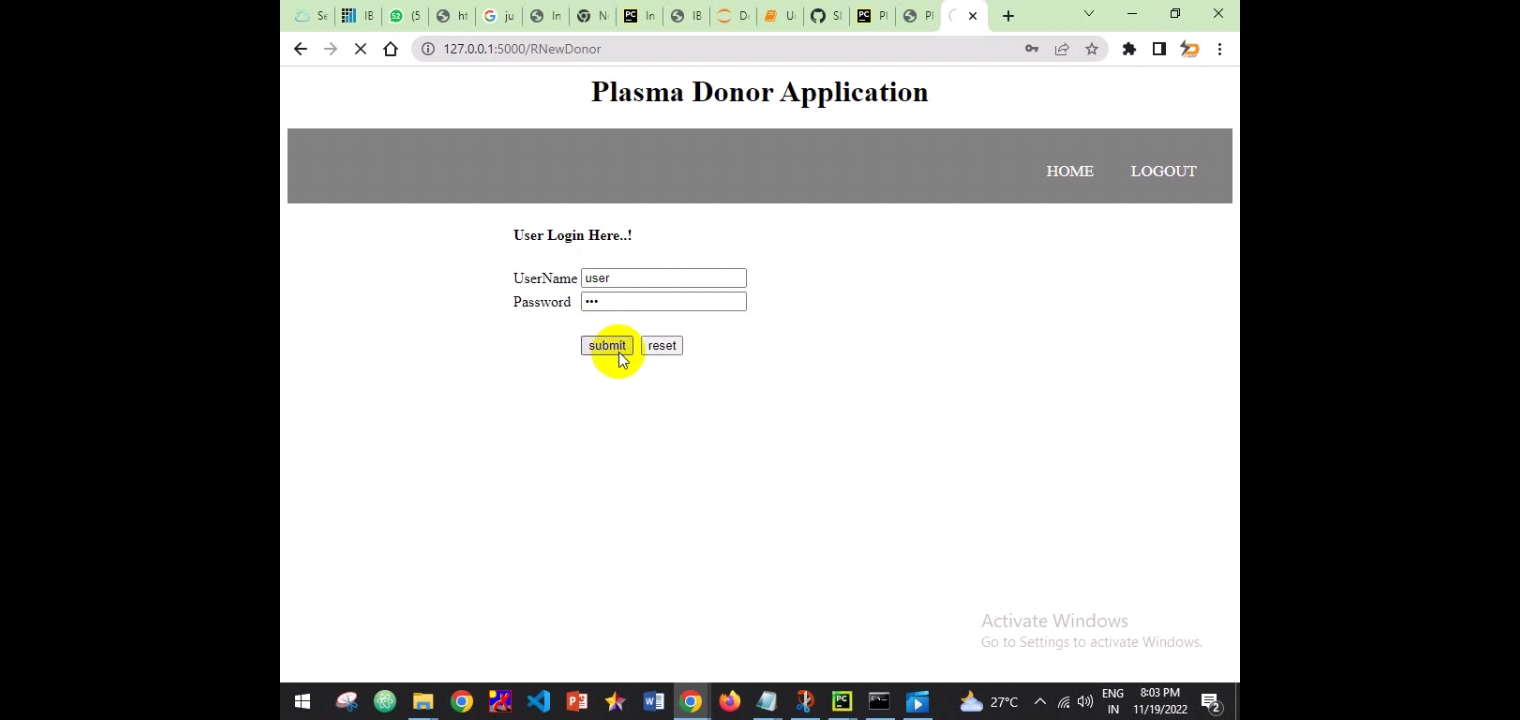 Se
IB
(5
ht
ju
In
N
In
IB
D
U
Sl
Pl
Pl
127.0.0.1:5000/RNewDonor
Plasma Donor Application
HOME LOGOUT
User Login Here..!
UserName user
Password •••
submit reset
Activate Windows
Go to Settings to activate Windows.
27°C
ENG
IN
8:03 PM
11/19/2022
2